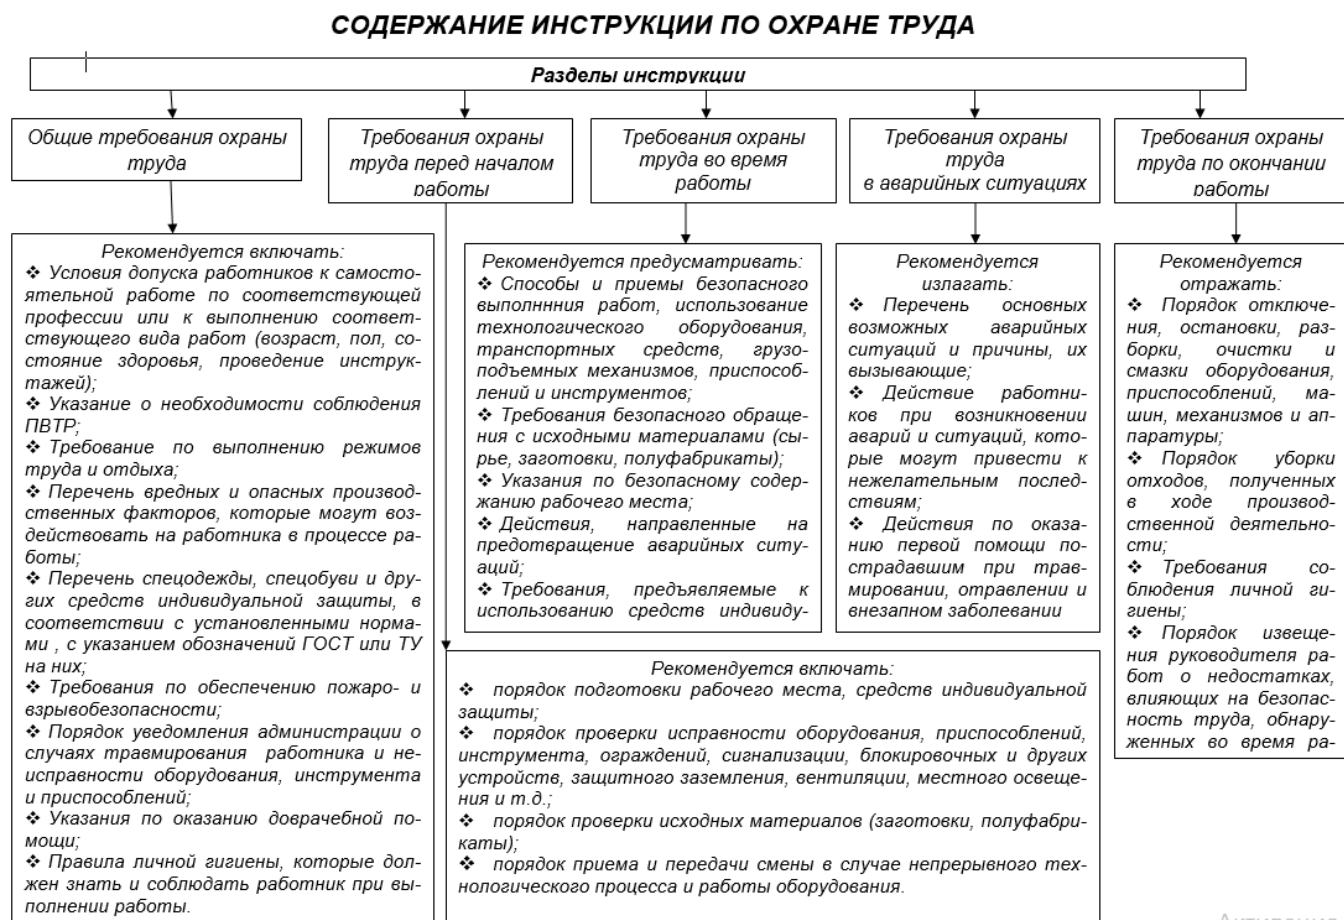 СОДЕРЖАНИЕ ИНСТРУКЦИИ ПО ОХРАНЕ ТРУДА
Разделы инструкции
Общие требования охраны
труда
Требования охраны
труда перед началом
работы
Требования охраны
труда во время
работы
Требования охраны
труда
в аварийных ситуациях
Требования охраны
труда по окончании
работы
Рекомендуется включать:
❖ Условия допуска работников к самосто-
ятельной работе по соответствующей
профессии или к выполнению соответ-
ствующего вида работ (возраст, пол, со-
стояние здоровья, проведение инструк-
тажей);
❖ Указание о необходимости соблюдения
ПВТР;
❖ Требование по выполнению режимов
труда и отдыха;
❖ Перечень вредных и опасных производ-
ственных факторов, которые могут воз-
действовать на работника в процессе ра-
боты;
❖ Перечень спецодежды, спецобуви и дру-
гих средств индивидуальной защиты, в
соответствии с установленными норма-
ми , с указанием обозначений ГОСТ или ТУ
на них;
❖ Требования по обеспечению пожаро- и
взрывобезопасности;
❖ Порядок уведомления администрации о
случаях травмирования работника и не-
исправности оборудования, инструмента
и приспособлений;
❖ Указания по оказанию доврачебной по-
мощи;
❖ Правила личной гигиены, которые дол-
жен знать и соблюдать работник при вы-
полнении работы.
Рекомендуется предусматривать:
❖ Способы и приемы безопасного
выполннния работ, использование
технологического оборудования,
транспортных средств, грузо-
подъемных механизмов, приспособ-
лений и инструментов;
❖ Требования безопасного обраще-
ния с исходными материалами (сы-
рье, заготовки, полуфабрикаты);
❖ Указания по безопасному содер-
жанию рабочего места;
❖ Действия, направленные на
предотвращение аварийных ситу-
аций;
❖ Требования, предъявляемые к
использованию средств индивиду-
Рекомендуется
излагать:
❖ Перечень основных
возможных аварийных
ситуаций и причины, их
вызывающие;
❖ Действие работни-
ков при возникновении
аварий и ситуаций, кото-
рые могут привести к
нежелательным послед-
ствиям;
❖ Действия по оказа-
нию первой помощи по-
страдавшим при трав-
мировании, отравлении и
внезапном заболевании
Рекомендуется
отражать:
❖ Порядок отключе-
ния, остановки, раз-
борки, очистки и
смазки оборудования,
приспособлений, ма-
шин, механизмов и ап-
паратуры;
❖ Порядок уборки
отходов, полученных
в ходе производ-
ственной деятельно-
сти;
❖ Требования со-
блюдения личной ги-
гиены;
❖ Порядок извеще-
ния руководителя ра-
бот о недостатках,
влияющих на безопас-
ность труда, обнару-
женных во время ра-
Рекомендуется включать:
❖ порядок подготовки рабочего места, средств индивидуальной
защиты;
❖ порядок проверки исправности оборудования, приспособлений,
инструмента, ограждений, сигнализации, блокировочных и других
устройств, защитного заземления, вентиляции, местного освеще-
ния и т.д.;
❖ порядок проверки исходных материалов (заготовки, полуфабри-
каты);
❖ порядок приема и передачи смены в случае непрерывного тех-
нологического процесса и работы оборудования.